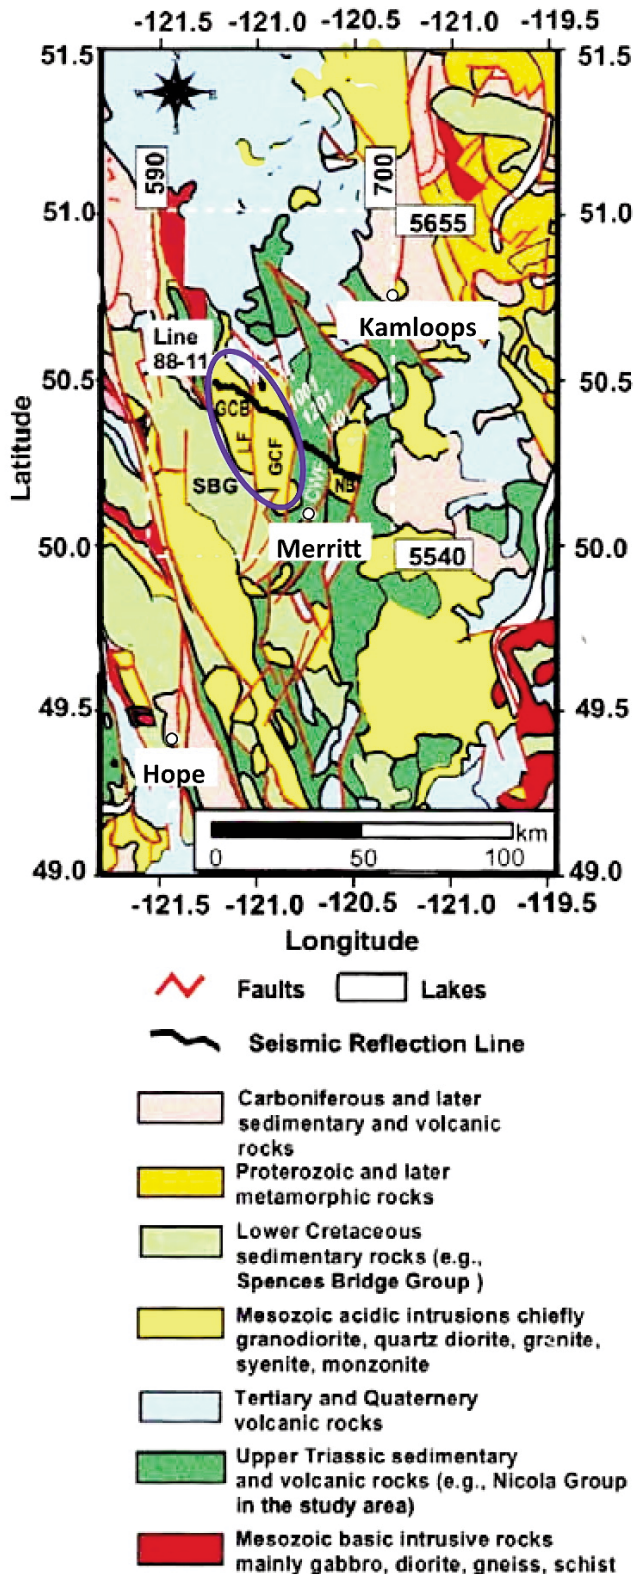 -121.5 -121.0 -120.5 -121.0 -119.5
51.5 51.5
N
W E
S
590 700
51.0 5655 51.0
Kamloops
Line
88-11
50.5 50.5
1001
1201
1401
GCB
LF
GCF
SBG
CWF
NB
Latitude
Merritt
50.0 5540 50.0
49.5 49.5
Hope
km
0 50 100
49.0 49.0
-121.5 -121.0 -120.5 -121.0 -119.5
Longitude
Faults Lakes
Seismic Reflection Line
Carboniferous and later
sedimentary and volcanic
rocks
Proterozoic and later
metamorphic rocks
Lower Cretaceous
sedimentary rocks (e.g.,
Spences Bridge Group )
Mesozoic acidic intrusions chiefly
granodiorite, quartz diorite, granite,
syenite, monzonite
Tertiary and Quaternery
volcanic rocks
Upper Triassic sedimentary
and volcanic rocks (e.g., Nicola Group
in the study area)
Mesozoic basic intrusive rocks
mainly gabbro, diorite, gneiss, schist